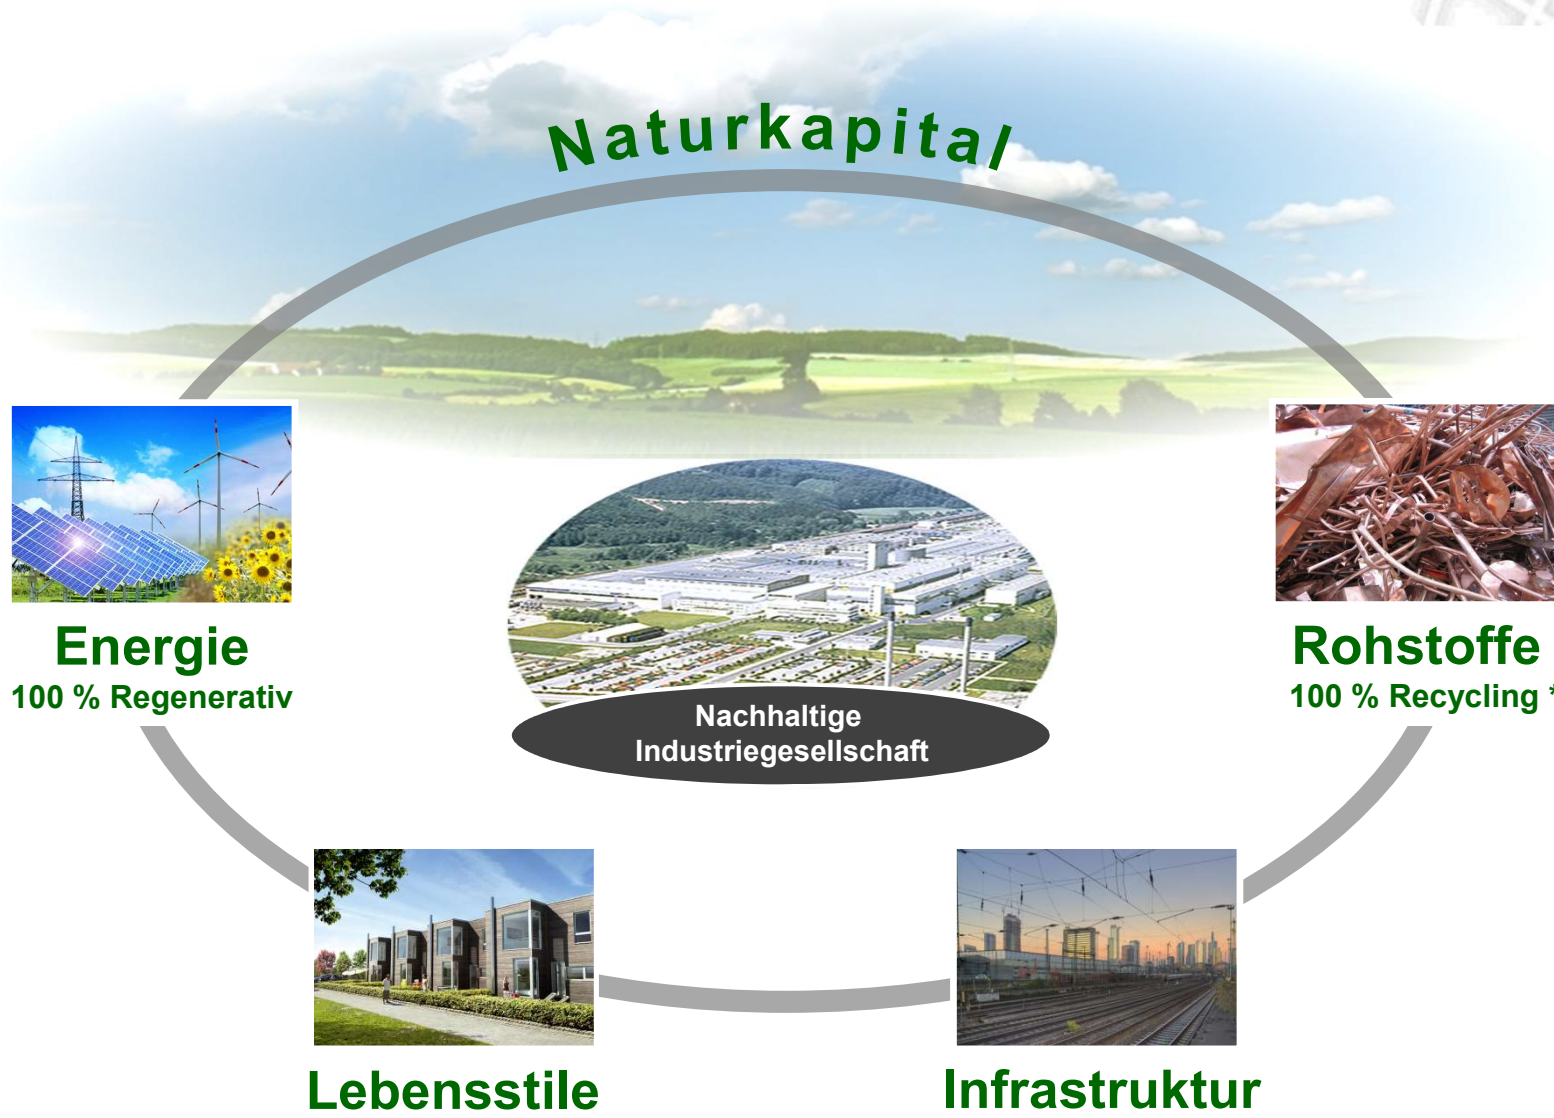 Naturkapital
Energie
100 % Regenerativ
Rohstoffe
100 % Recycling *
Nachhaltige
Industriegesellschaft
Lebensstile
Infrastruktur